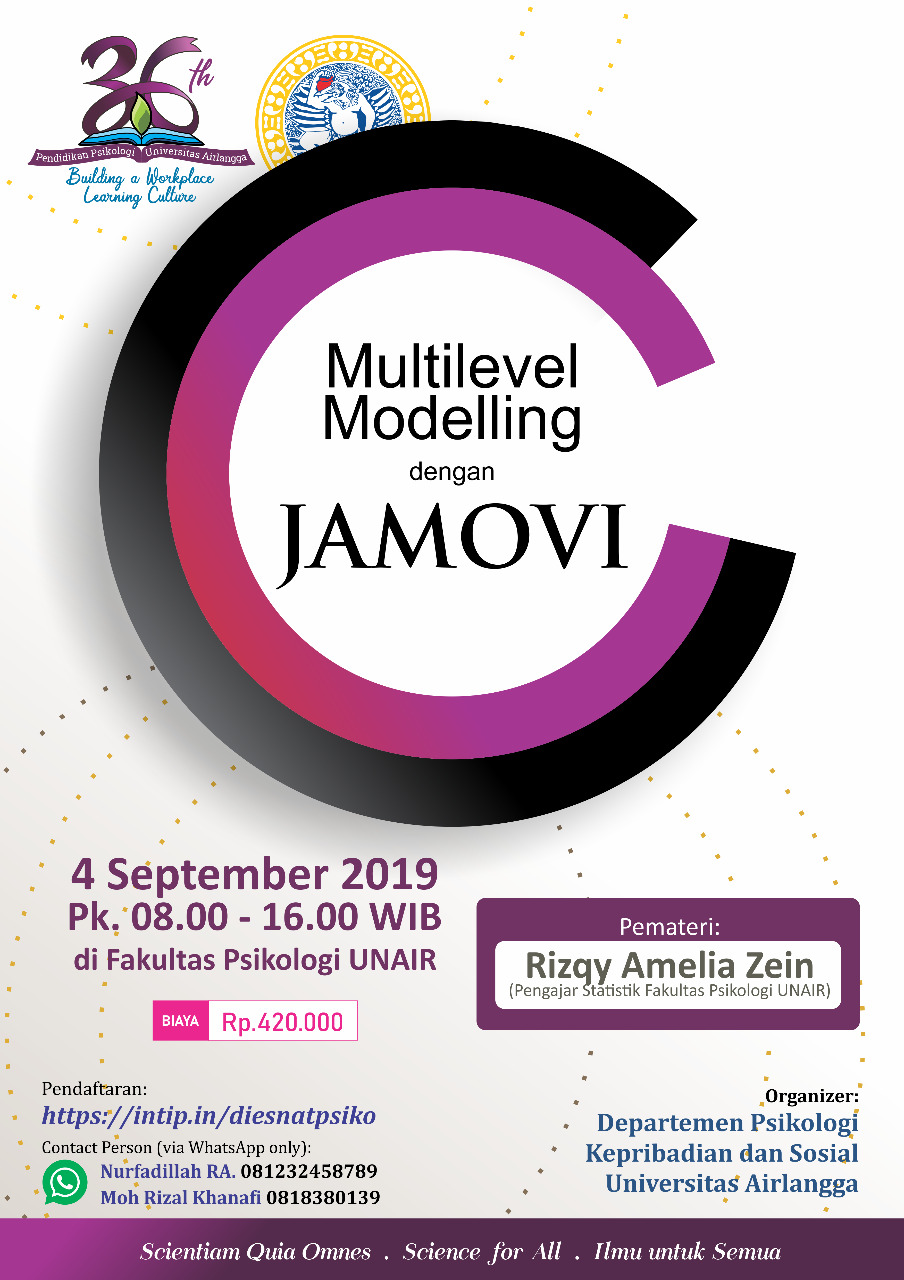 36th
Pendidikan Psikologi Universitas Airlangga
Building a Workplace
Learning Culture
Multilevel
Modelling
dengan
JAMOVI
4 September 2019
Pk. 08.00 - 16.00 WIB
di Fakultas Psikologi UNAIR
BIAYA Rp.420.000
Pemateri:
Rizqy Amelia Zein
(Pengajar Statistik Fakultas Psikologi UNAIR)
Pendaftaran:
https://intip.in/diesnatpsiko
Contact Person (via WhatsApp only):
Nurfadillah RA. 081232458789
Moh Rizal Khanafi 0818380139
Organizer:
Departemen Psikologi
Kepribadian dan Sosial
Universitas Airlangga
Scientiam Quia Omnes . Science for All . Ilmu untuk Semua